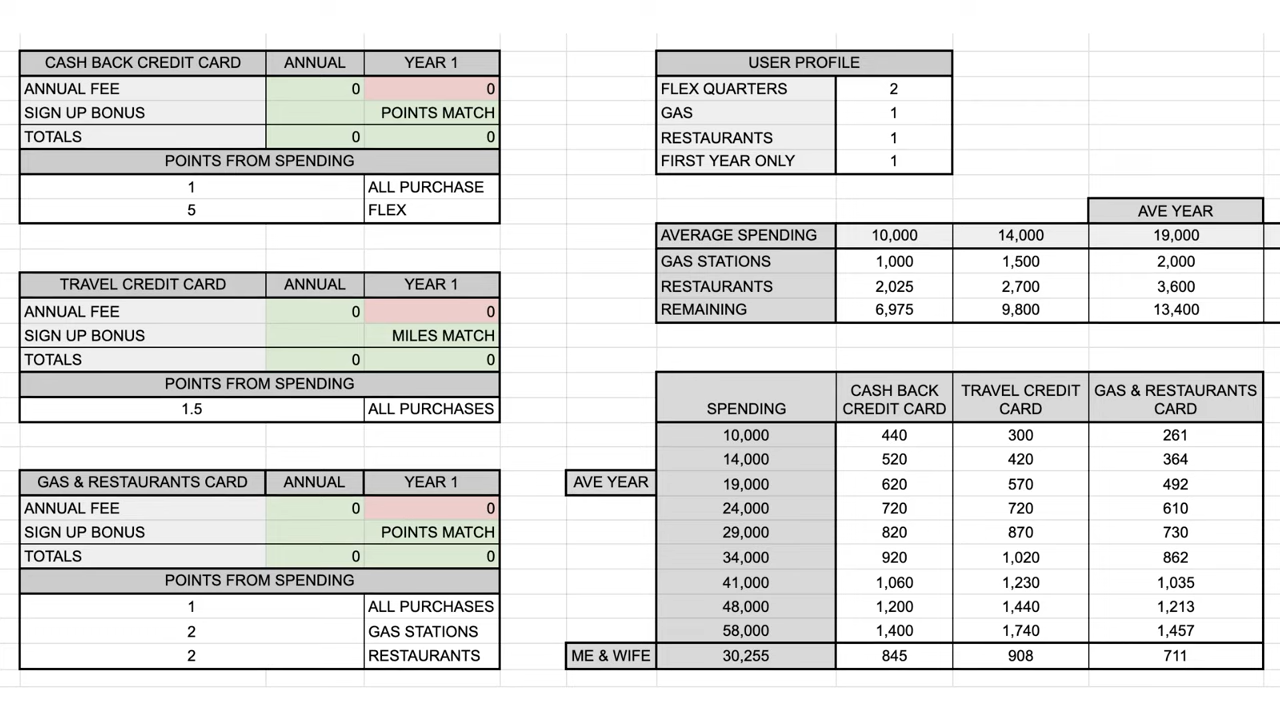 CASH BACK CREDIT CARD ANNUAL YEAR 1
ANNUAL FEE 0 0
SIGN UP BONUS POINTS MATCH
TOTALS 0 0
POINTS FROM SPENDING
1 ALL PURCHASE
5 FLEX
TRAVEL CREDIT CARD ANNUAL YEAR 1
ANNUAL FEE 0 0
SIGN UP BONUS MILES MATCH
TOTALS 0 0
POINTS FROM SPENDING
1.5 ALL PURCHASES
GAS & RESTAURANTS CARD ANNUAL YEAR 1
ANNUAL FEE 0 0
SIGN UP BONUS POINTS MATCH
TOTALS 0 0
POINTS FROM SPENDING
1 ALL PURCHASES
2 GAS STATIONS
2 RESTAURANTS
USER PROFILE
FLEX QUARTERS 2
GAS 1
RESTAURANTS 1
FIRST YEAR ONLY 1
AVE YEAR
AVERAGE SPENDING 10,000 14,000 19,000
GAS STATIONS 1,000 1,500 2,000
RESTAURANTS 2,025 2,700 3,600
REMAINING 6,975 9,800 13,400
CASH BACK TRAVEL CREDIT GAS & RESTAURANTS
SPENDING CREDIT CARD CARD CARD
10,000 440 300 261
14,000 520 420 364
AVE YEAR 19,000 620 570 492
24,000 720 720 610
29,000 820 870 730
34,000 920 1,020 862
41,000 1,060 1,230 1,035
48,000 1,200 1,440 1,213
58,000 1,400 1,740 1,457
ME & WIFE 30,255 845 908 711